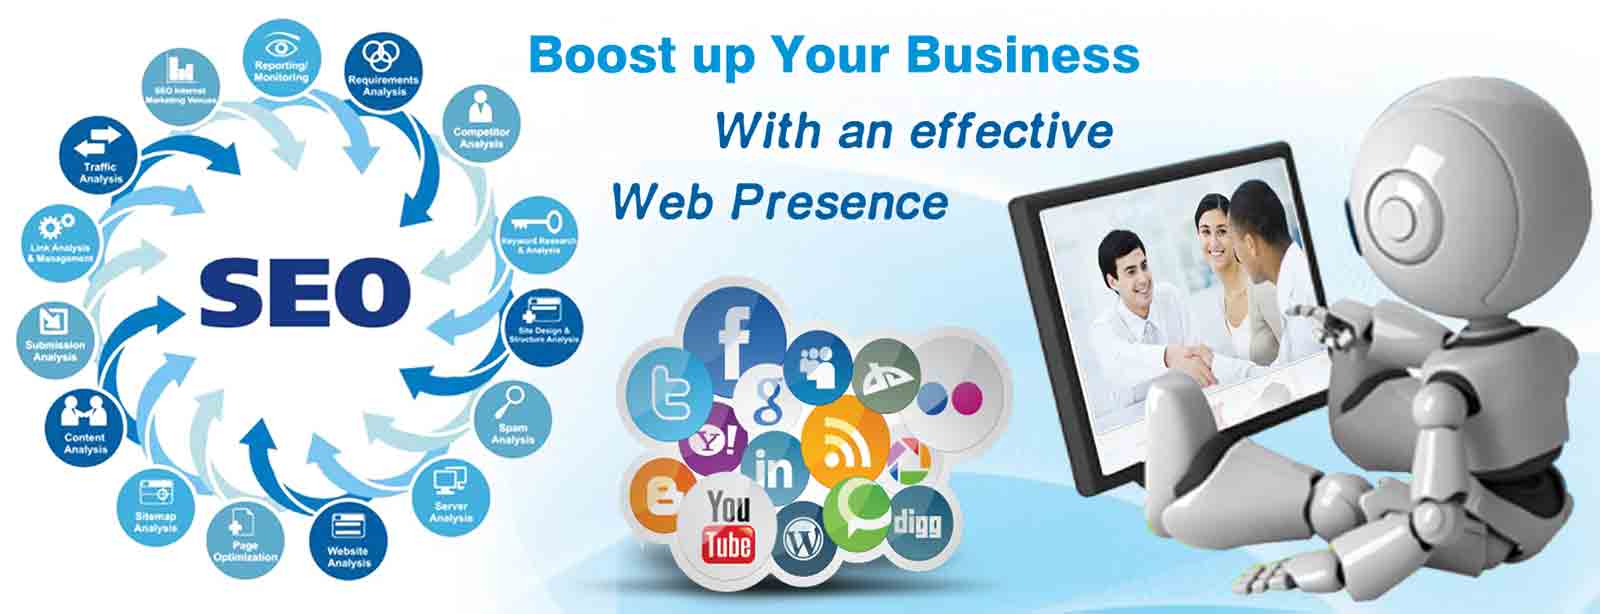 Boost up Your Business
With an effective
Web Presence
SEO
Reporting/
Monitoring
Requirements
Analysis
Competitor
Analysis
Keyword Research
& Analysis
Site Design &
Structure Analysis
Spam
Analysis
Server
Analysis
Website
Analysis
Page
Optimization
Sitemap
Analysis
Content
Analysis
Submission
Analysis
Link Analysis
& Management
Traffic
Analysis
SEO Internet
Marketing Venues
f
t
g
Y!
in
B
You
Tube
W
digg